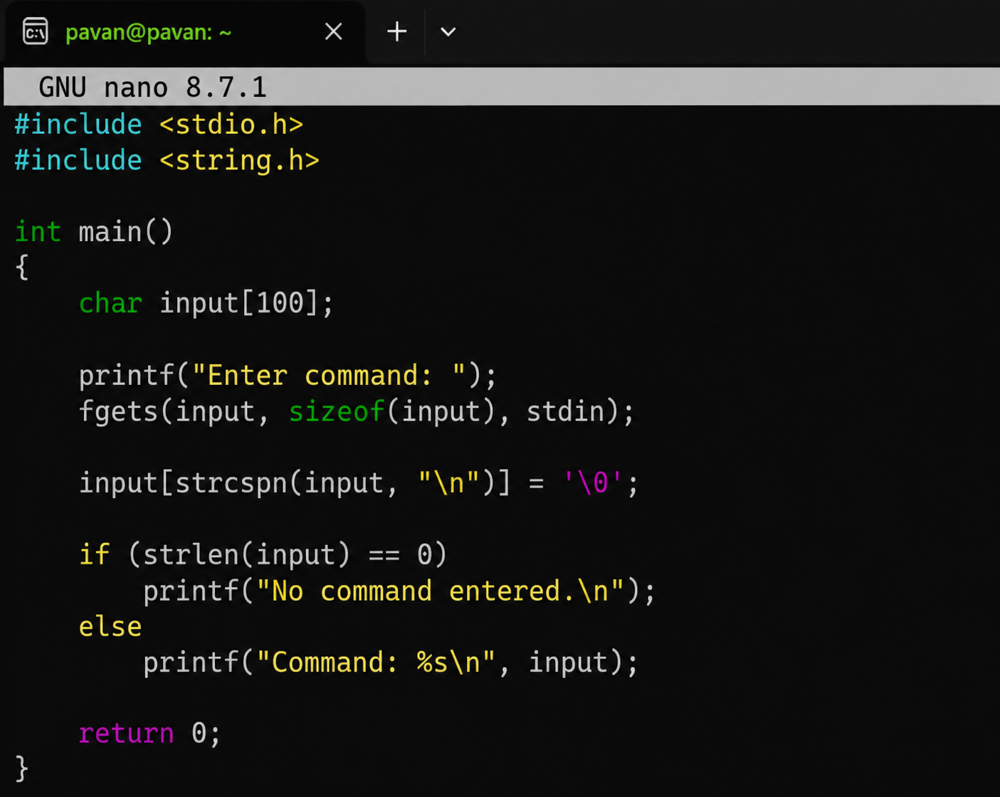 C:\ pavan@pavan: ~
GNU nano 8.7.1
#include <stdio.h>
#include <string.h>

int main()
{
    char input[100];

    printf("Enter command: ");
    fgets(input, sizeof(input), stdin);

    input[strcspn(input, "\n")] = '\0';

    if (strlen(input) == 0)
        printf("No command entered.\n");
    else
        printf("Command: %s\n", input);

    return 0;
}